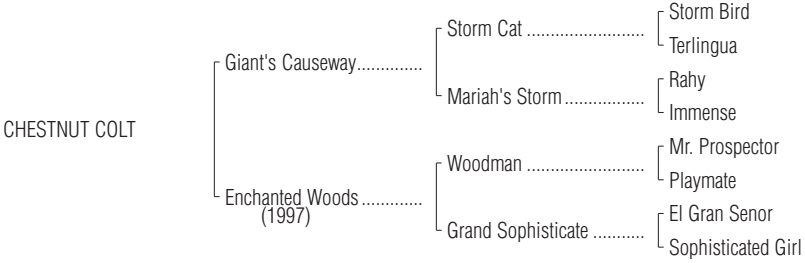 Storm Bird
Storm Cat ........................
Terlingua
Giant's Causeway..............
Rahy
Mariah's Storm.................
Immense
CHESTNUT COLT
Mr. Prospector
Woodman ........................
Playmate
Enchanted Woods.............
(1997)
El Gran Senor
Grand Sophisticate ...........
Sophisticated Girl